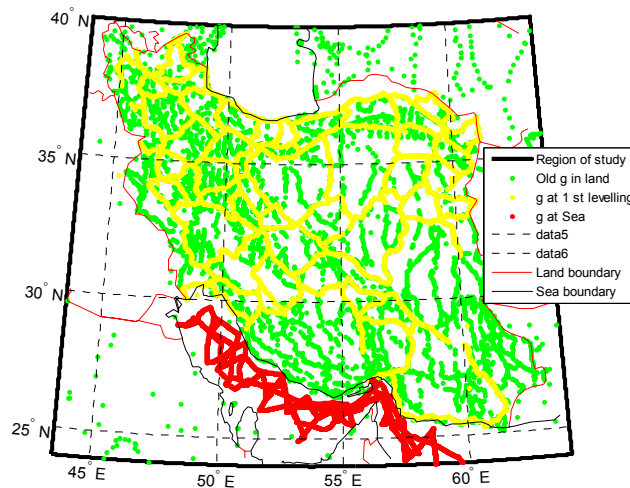 40° N
35° N
30° N
25° N
45° E
50° E
55° E
60° E
Region of study
Old g in land
g at 1 st levelling
g at Sea
data5
data6
Land boundary
Sea boundary